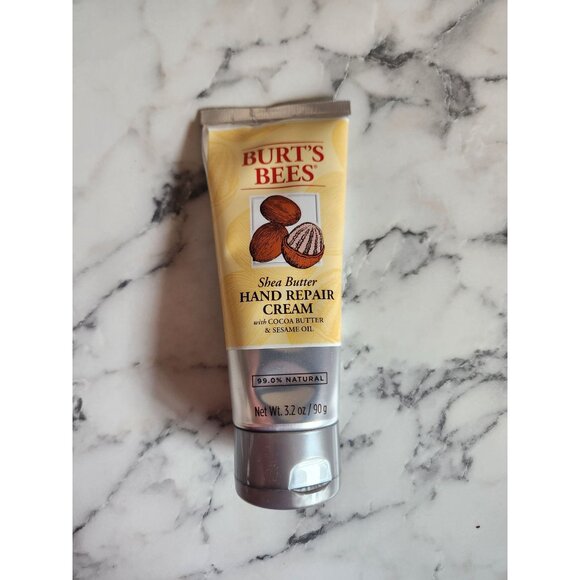 BURT'S
BEES®
Shea Butter
HAND REPAIR
CREAM
with COCOA BUTTER
& SESAME OIL
99.0% NATURAL
Net Wt. 3.2 oz / 90 g